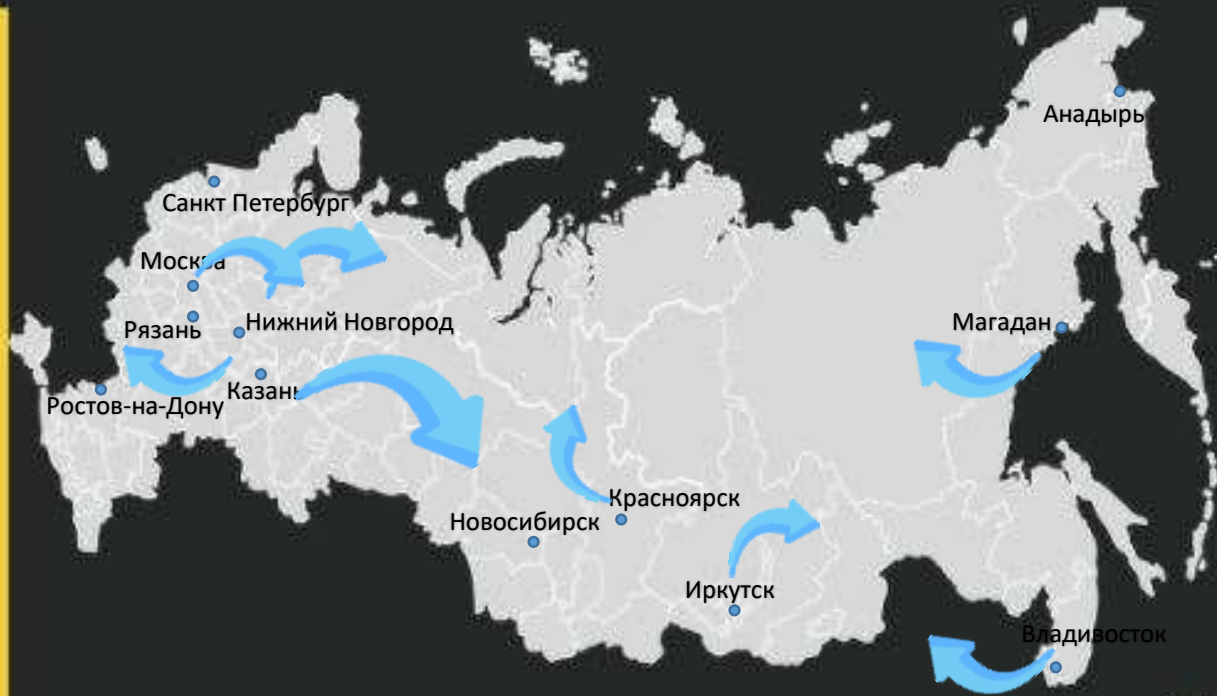 Анадырь
Санкт Петербург
Москва
Рязань
Нижний Новгород
Магадан
Казань
Ростов-на-Дону
Красноярск
Новосибирск
Иркутск
Владивосток